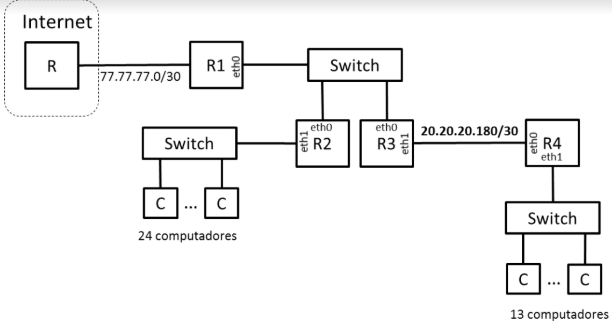 Internet
R
77.77.77.0/30
R1
eth0
Switch
Switch
eth1
eth0
R2
eth0
R3
eth1
20.20.20.180/30
eth0
R4
eth1
C
...
C
24 computadores
Switch
C
...
C
13 computadores